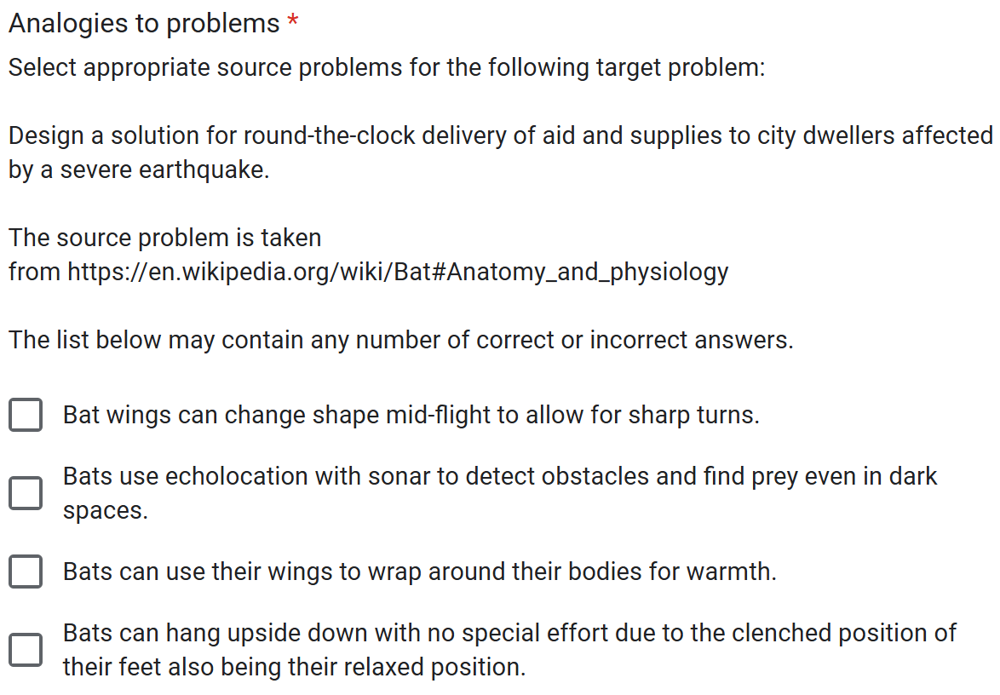 Analogies to problems *
Select appropriate source problems for the following target problem:
Design a solution for round-the-clock delivery of aid and supplies to city dwellers affected
by a severe earthquake.
The source problem is taken
from https://en.wikipedia.org/wiki/Bat#Anatomy_and_physiology
The list below may contain any number of correct or incorrect answers.
Bat wings can change shape mid-flight to allow for sharp turns.
Bats use echolocation with sonar to detect obstacles and find prey even in dark
spaces.
Bats can use their wings to wrap around their bodies for warmth.
Bats can hang upside down with no special effort due to the clenched position of
their feet also being their relaxed position.